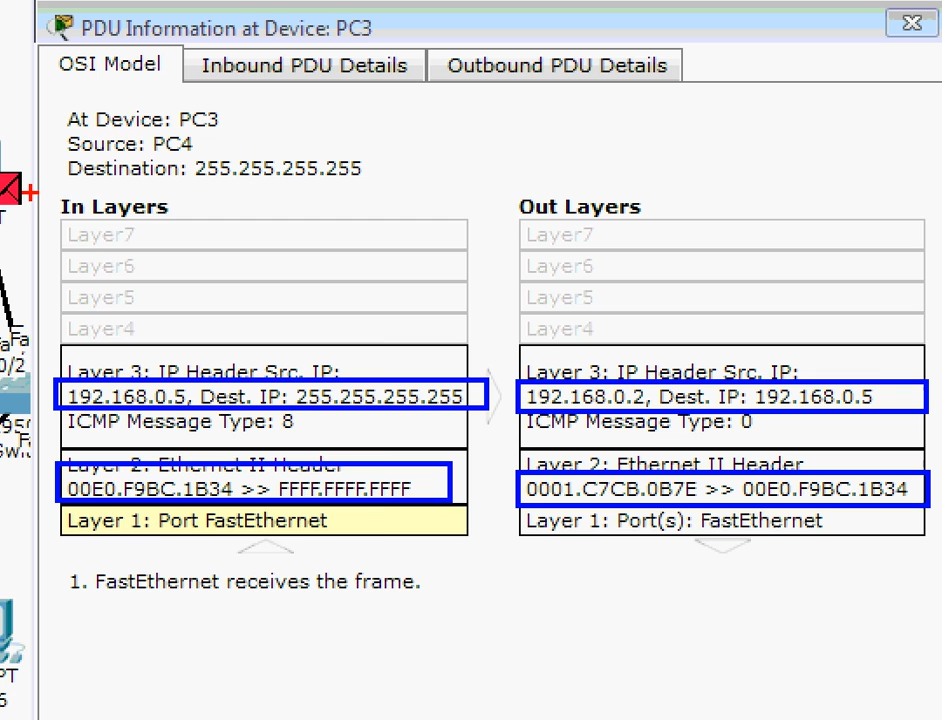 PDU Information at Device: PC3
OSI Model
Inbound PDU Details
Outbound PDU Details
At Device: PC3
Source: PC4
Destination: 255.255.255.255
In Layers
Layer7
Layer6
Layer5
Layer4
Layer 3: IP Header Src. IP:
192.168.0.5, Dest. IP: 255.255.255.255
ICMP Message Type: 8
Layer 2: Ethernet II Header
00E0.F9BC.1B34 >> FFFF.FFFF.FFFF
Layer 1: Port FastEthernet
Out Layers
Layer7
Layer6
Layer5
Layer4
Layer 3: IP Header Src. IP:
192.168.0.2, Dest. IP: 192.168.0.5
ICMP Message Type: 0
Layer 2: Ethernet II Header
0001.C7CB.0B7E >> 00E0.F9BC.1B34
Layer 1: Port(s): FastEthernet
1. FastEthernet receives the frame.
T
Fa
0/2
PT
6